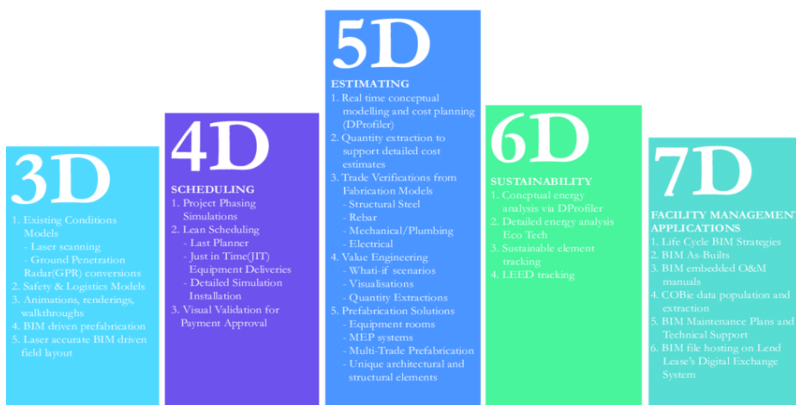 3D
1. Existing Conditions
Models
- Laser scanning
- Ground Penetration
Radar(GPR) conversions
2. Safety & Logistics Models
3. Animations, renderings,
walkthroughs
4. BIM driven prefabrication
5. Laser accurate BIM driven
field layout
4D
SCHEDULING
1. Project Phasing
Simulations
2. Lean Scheduling
- Last Planner
- Just in Time(JIT)
Equipment Deliveries
- Detailed Simulation
Installation
3. Visual Validation for
Payment Approval
5D
ESTIMATING
1. Real time conceptual
modelling and cost planning
(DProfiler)
2. Quantity extraction to
support detailed cost
estimates
3. Trade Verifications from
Fabrication Models
- Structural Steel
- Rebar
- Mechanical/Plumbing
- Electrical
4. Value Engineering
- Whati-if scenarios
- Visualisations
- Quantity Extractions
5. Prefabrication Solutions
- Equipment rooms
- MEP systems
- Multi-Trade Prefabrication
- Unique architectural and
structural elements
6D
SUSTAINABILITY
1. Conceptual energy
analysis via DProfiler
2. Detailed energy analysis
Eco Tech
3. Sustainable element
tracking
4. LEED tracking
7D
FACILITY MANAGEMENT
APPLICATIONS
1. Life Cycle BIM Strategies
2. BIM As-Builts
3. BIM embedded O&M
manuals
4. COBie data population and
extraction
5. BIM Maintenance Plans and
Technical Support
6. BIM file hosting on Lend
Lease's Digital Exchange
System